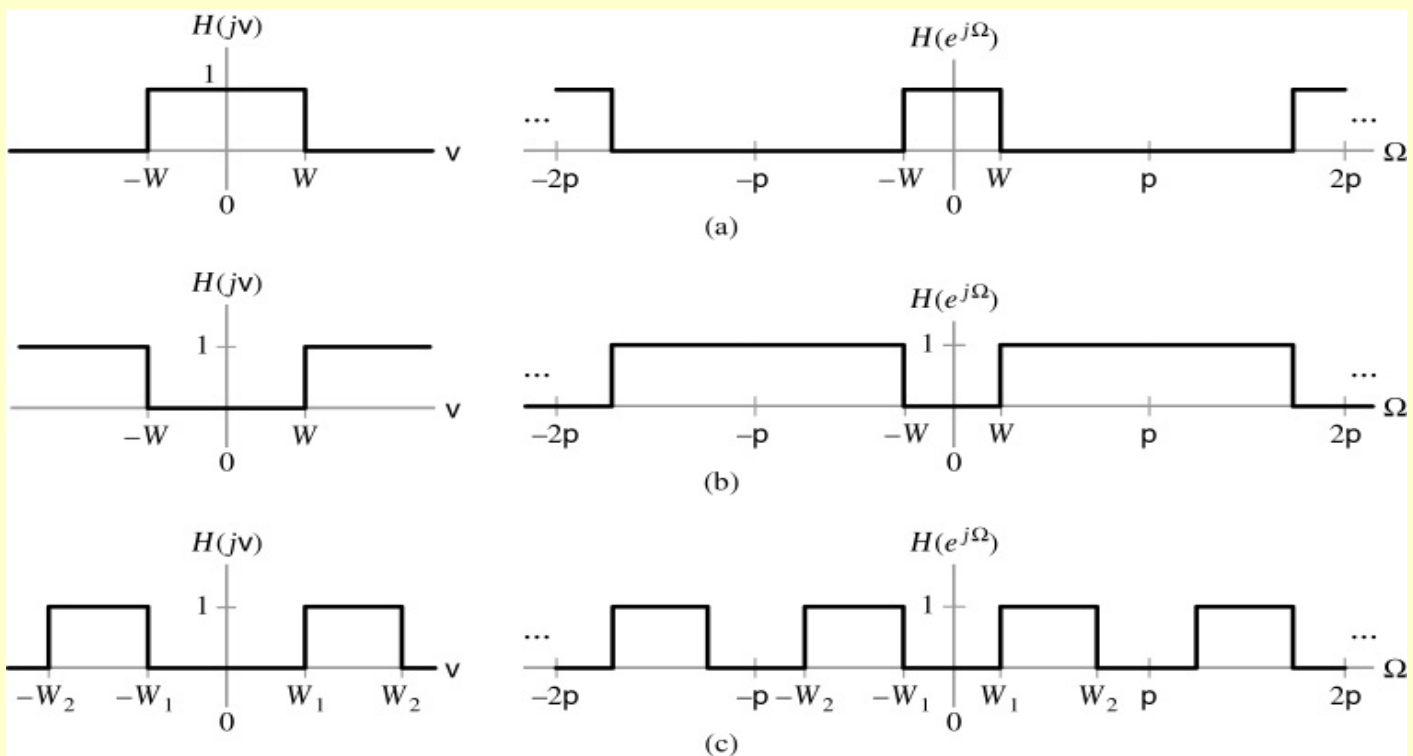 H(jv) H(e^{jΩ})
1
... ...
v Ω
−W W −2p −p −W W p 2p
0 0
(a)
H(jv) H(e^{jΩ})
1 1
... ...
v Ω
−W W −2p −p −W W p 2p
0 0
(b)
H(jv) H(e^{jΩ})
1 1
... ...
v Ω
−W₂ −W₁ W₁ W₂ −2p −p −W₂ −W₁ W₁ W₂ p 2p
0 0
(c)